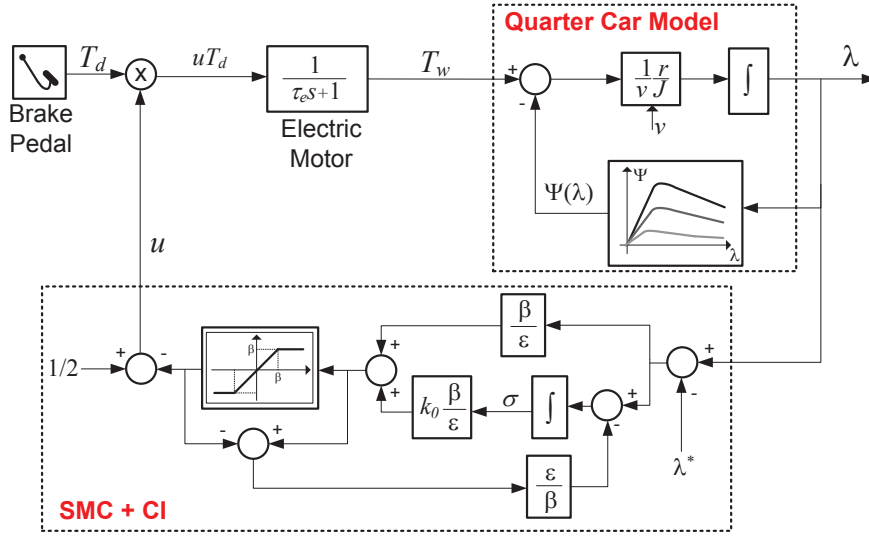 Quarter Car Model
T_d
uT_d
1
τ_e s+1
T_w
+
-
1 r
v J
v
∫
λ
X
Brake
Pedal
Electric
Motor
Ψ(λ)
Ψ
λ
u
1/2
+
-
β
β
+
+
β
ε
k_0 β
ε
σ
∫
+
-
+
-
λ*
-
+
ε
β
SMC + CI